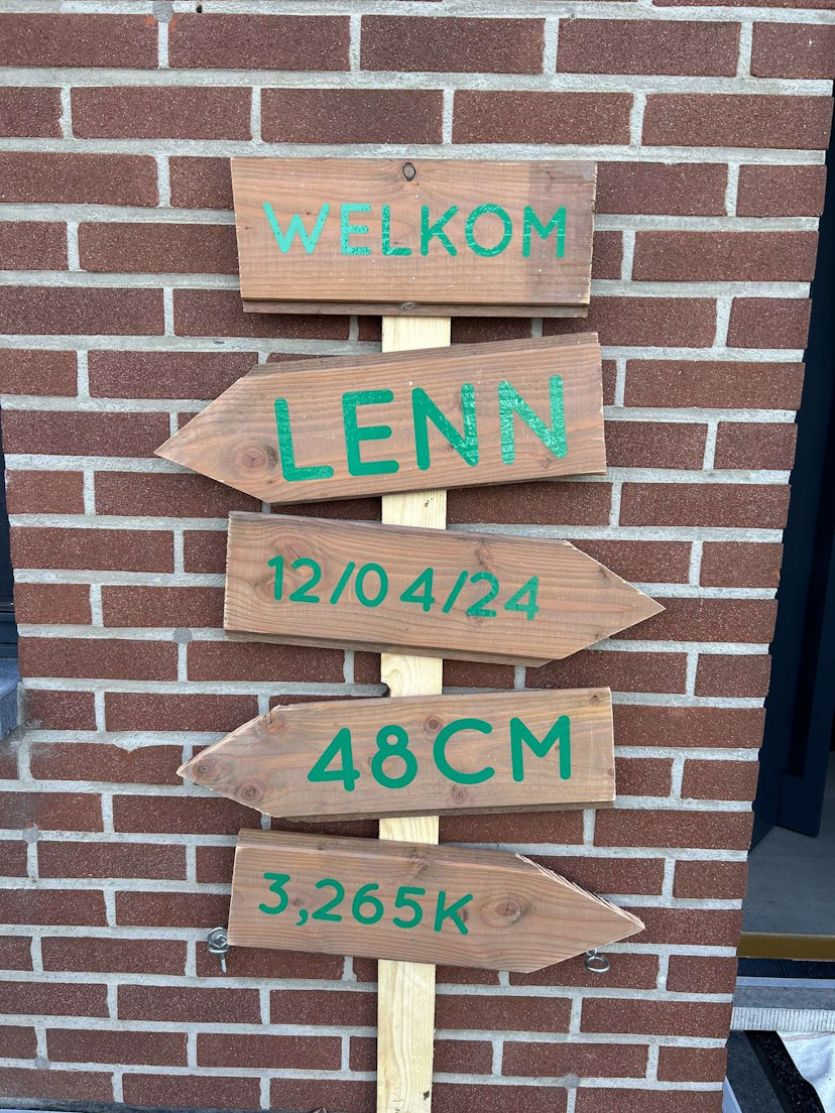 WELKOM
LENN
12/04/24
48CM
3,265K